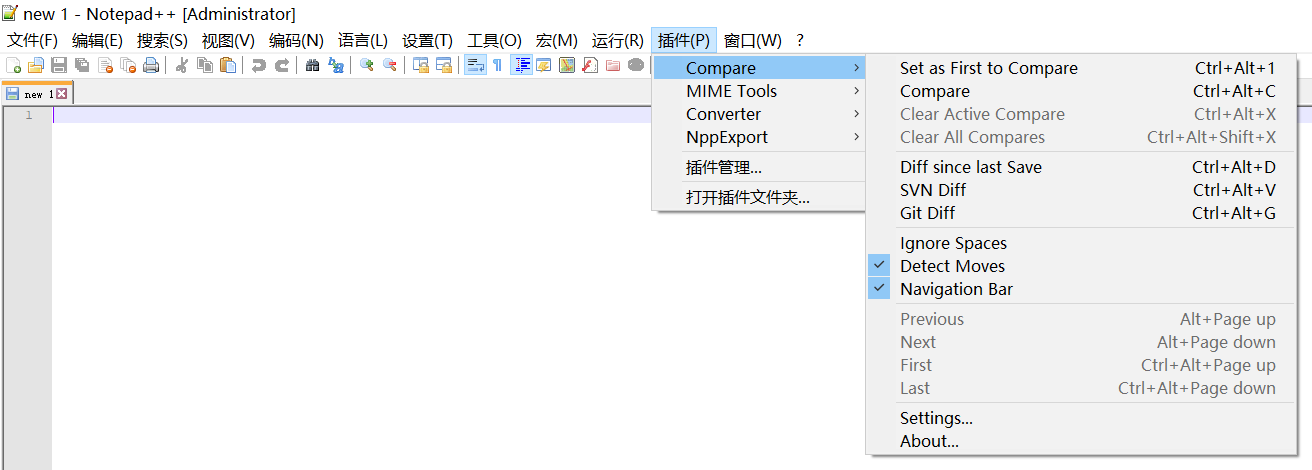 new 1 - Notepad++ [Administrator]
文件(F) 编辑(E) 搜索(S) 视图(V) 编码(N) 语言(L) 设置(T) 工具(O) 宏(M) 运行(R) 插件(P) 窗口(W) ?
new 1
1
Compare
MIME Tools
Converter
NppExport
插件管理...
打开插件文件夹...
Set as First to Compare Ctrl+Alt+1
Compare Ctrl+Alt+C
Clear Active Compare Ctrl+Alt+X
Clear All Compares Ctrl+Alt+Shift+X
Diff since last Save Ctrl+Alt+D
SVN Diff Ctrl+Alt+V
Git Diff Ctrl+Alt+G
Ignore Spaces
Detect Moves
Navigation Bar
Previous Alt+Page up
Next Alt+Page down
First Ctrl+Alt+Page up
Last Ctrl+Alt+Page down
Settings...
About...